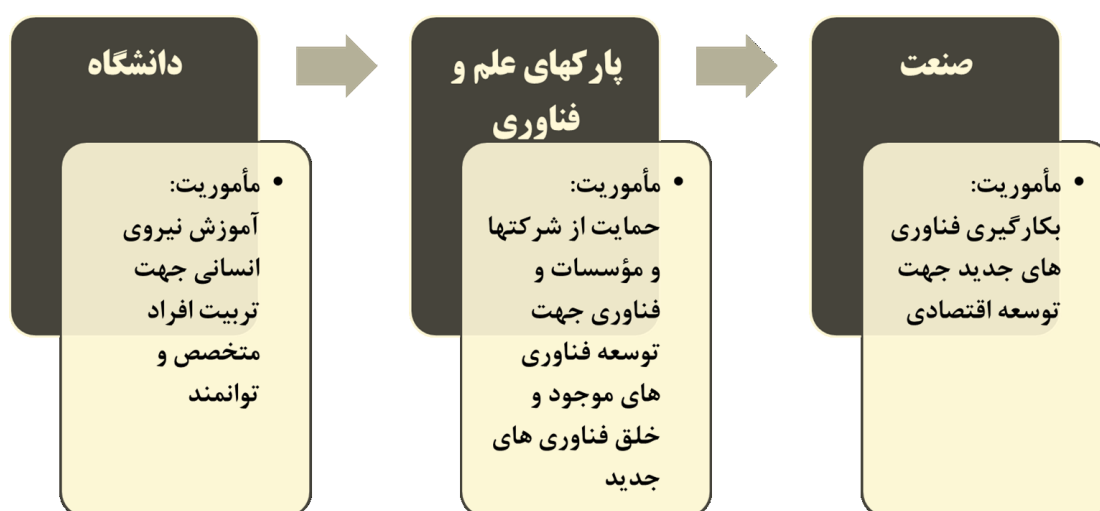 دانشگاه
• مأموریت:
آموزش نیروی
انسانی جهت
تربیت افراد
متخصص و
توانمند
پارکهای علم و
فناوری
• مأموریت:
حمایت از شرکتها
و مؤسسات و
فناوری جهت
توسعه فناوری
های موجود و
خلق فناوری های
جدید
صنعت
• مأموریت:
بکارگیری فناوری
های جدید جهت
توسعه اقتصادی